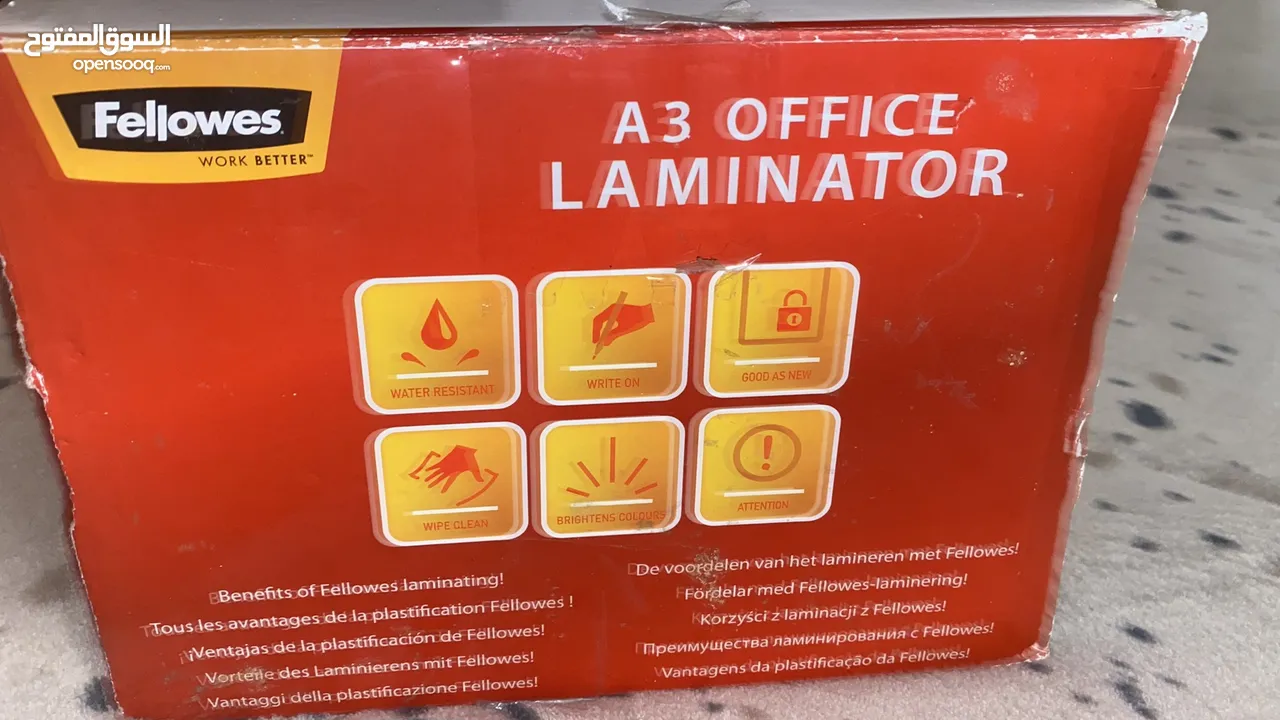 السوق المفتوح
opensooq.com
Fellowes
WORK BETTER™
A3 OFFICE
LAMINATOR
WATER RESISTANT
WRITE ON
GOOD AS NEW
WIPE CLEAN
BRIGHTENS COLOURS
ATTENTION
Benefits of Fellowes laminating!
Tous les avantages de la plastification Fellowes !
¡Ventajas de la plastificación de Fellowes!
Vorteile des Laminierens mit Fellowes!
Vantaggi della plastificazione Fellowes!
De voordelen van het lamineren met Fellowes!
Fördelar med Fellowes-laminering!
Korzyści z laminacji z Fellowes!
Преимущества ламинирования с Fellowes!
Vantagens da plastificação da Fellowes!